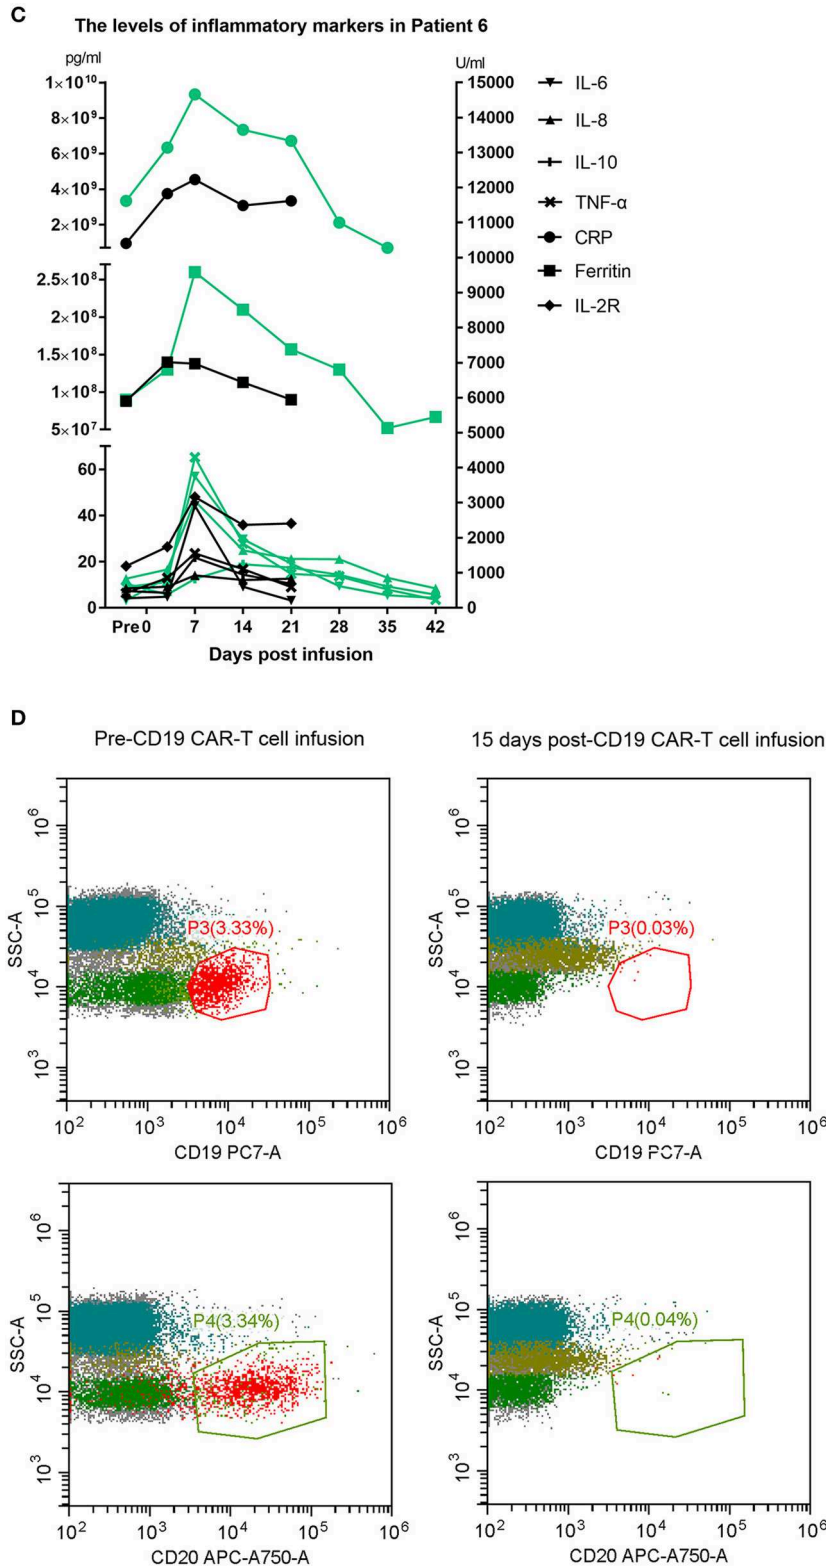 C
The levels of inflammatory markers in Patient 6
pg/ml
U/ml
1×10¹⁰
8×10⁹
6×10⁹
4×10⁹
2×10⁹
2.5×10⁸
2×10⁸
1.5×10⁸
1×10⁸
5×10⁷
60
40
20
0
15000
14000
13000
12000
11000
10000
9000
8000
7000
6000
5000
4000
3000
2000
1000
0
IL-6
IL-8
IL-10
TNF-α
CRP
Ferritin
IL-2R
Pre 0 7 14 21 28 35 42
Days post infusion
D
Pre-CD19 CAR-T cell infusion
15 days post-CD19 CAR-T cell infusion
SSC-A
10⁶
10⁵
10⁴
10³
P3(3.33%)
10² 10³ 10⁴ 10⁵ 10⁶
CD19 PC7-A
SSC-A
10⁶
10⁵
10⁴
10³
P3(0.03%)
10² 10³ 10⁴ 10⁵ 10⁶
CD19 PC7-A
SSC-A
10⁶
10⁵
10⁴
10³
P4(3.34%)
10² 10³ 10⁴ 10⁵ 10⁶
CD20 APC-A750-A
SSC-A
10⁶
10⁵
10⁴
10³
P4(0.04%)
10² 10³ 10⁴ 10⁵ 10⁶
CD20 APC-A750-A